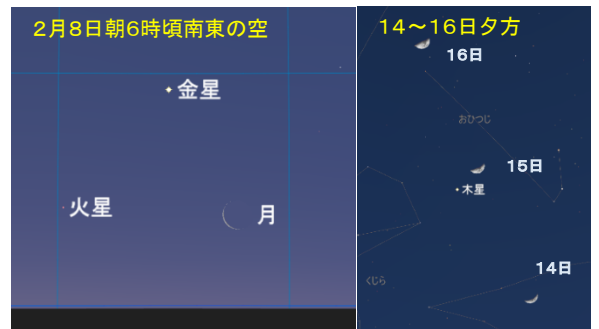 2月8日朝6時頃南東の空
金星
火星
月
14～16日夕方
16日
おひつじ
15日
木星
14日
くじら